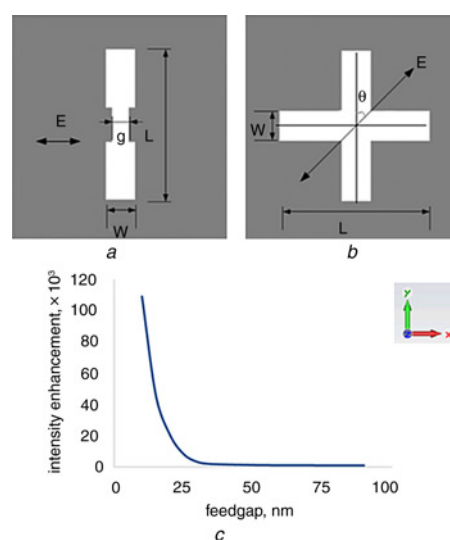 E
g
L
W
a
E
θ
W
L
b
intensity enhancement, × 10³
120
100
80
60
40
20
0
0 25 50 75 100
feedgap, nm
c
y
x